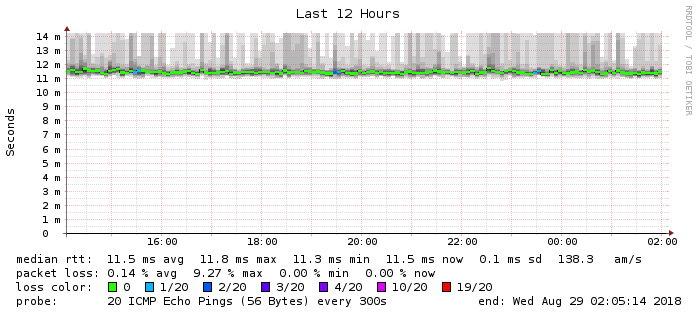 Last 12 Hours
RRDTOOL / TOBI OETIKER
Seconds
14 m
13 m
12 m
11 m
10 m
9 m
8 m
7 m
6 m
5 m
4 m
3 m
2 m
1 m
0
16:00 18:00 20:00 22:00 00:00 02:00
median rtt: 11.5 ms avg 11.8 ms max 11.3 ms min 11.5 ms now 0.1 ms sd 138.3 am/s
packet loss: 0.14 % avg 9.27 % max 0.00 % min 0.00 % now
loss color: 0 1/20 2/20 3/20 4/20 10/20 19/20
probe: 20 ICMP Echo Pings (56 Bytes) every 300s end: Wed Aug 29 02:05:14 2018